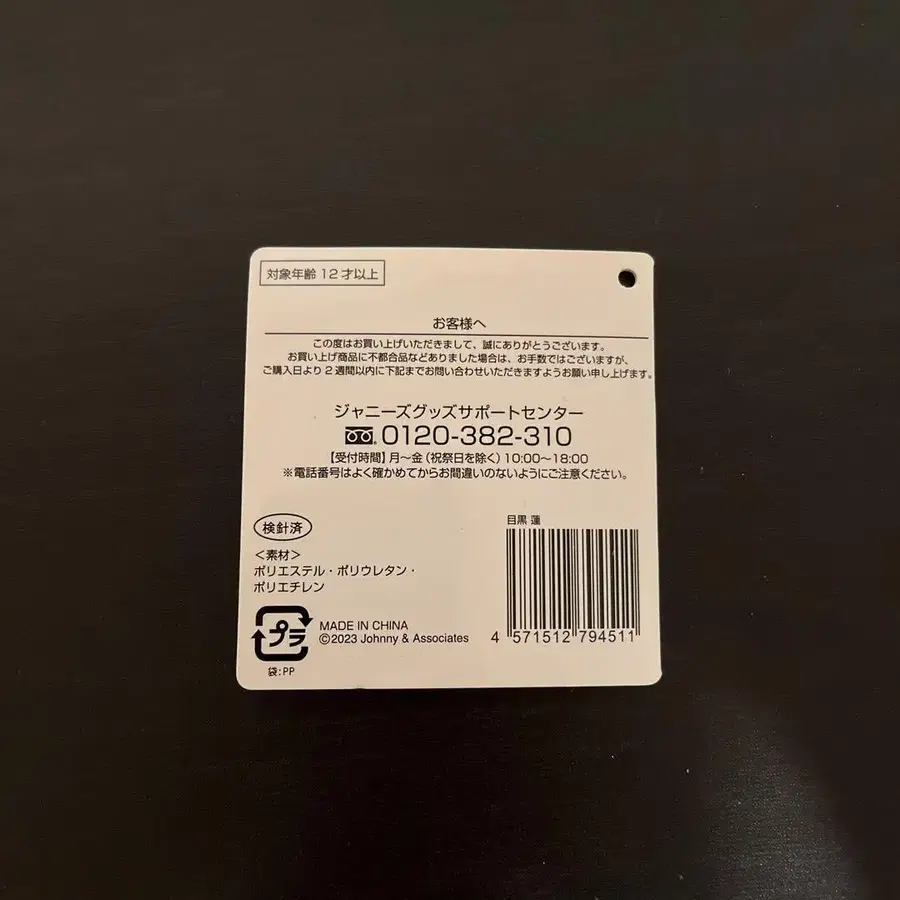 対象年齢 12 才以上
お客様へ
この度はお買い上げいただきまして、誠にありがとうございます。
お買い上げ商品に不都合品などありました場合は、お手数ではございますが、
ご購入日より 2 週間以内に下記までお問い合わせいただきますようお願い申し上げます。
ジャニーズグッズサポートセンター
0120-382-310
【受付時間】月〜金（祝祭日を除く）10:00〜18:00
※電話番号はよく確かめてからお間違いのないようにご注意ください。
検針済
＜素材＞
ポリエステル・ポリウレタン・
ポリエチレン
プラ
袋:PP
MADE IN CHINA
©2023 Johnny & Associates
目黒 蓮
4 571512 794511